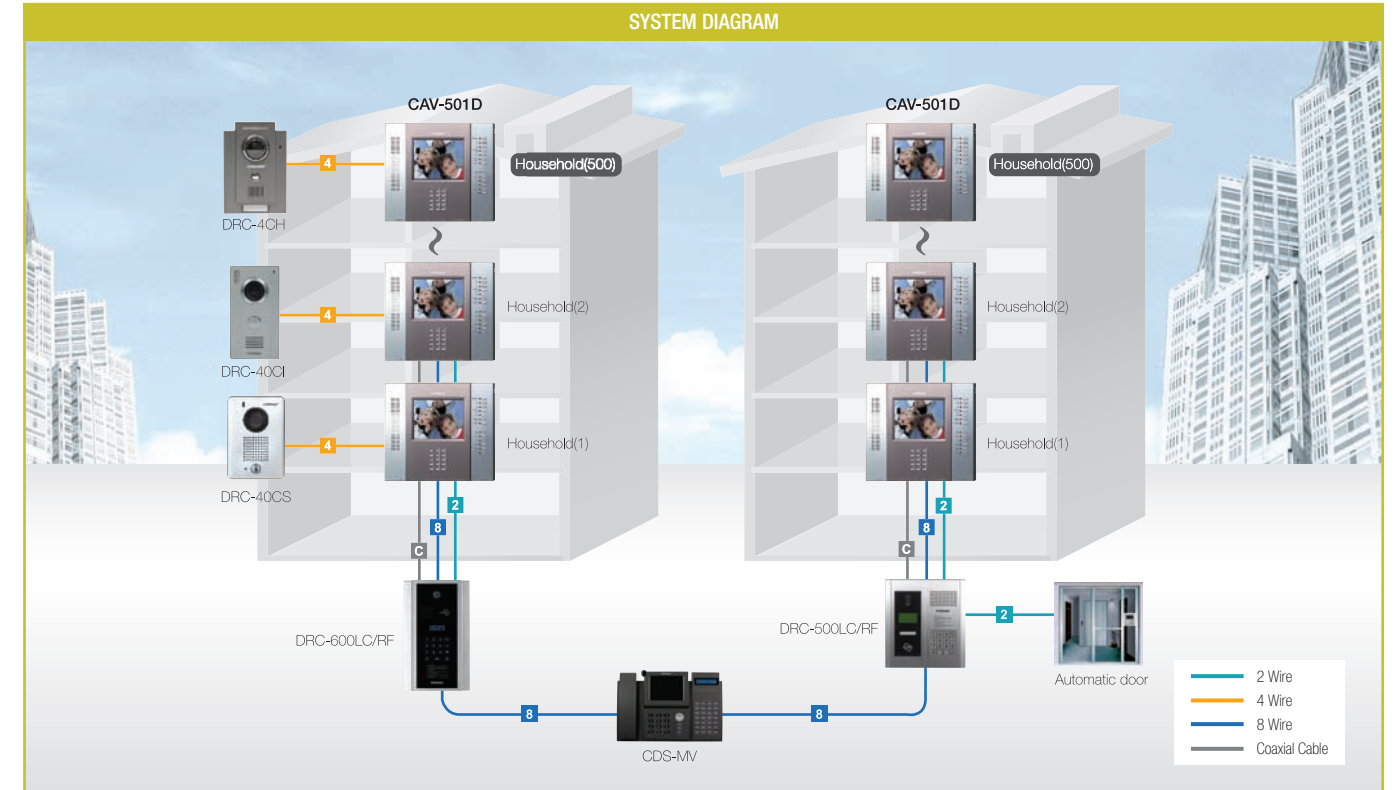 SYSTEM DIAGRAM
CAV-501D
CAV-501D
4
Household(500)
Household(500)
DRC-4CH
4
Household(2)
Household(2)
DRC-40CI
4
Household(1)
Household(1)
DRC-40CS
2
2
8
8
C
C
DRC-600LC/RF
DRC-500LC/RF
2
Automatic door
8
8
CDS-MV
2 Wire
4 Wire
8 Wire
Coaxial Cable